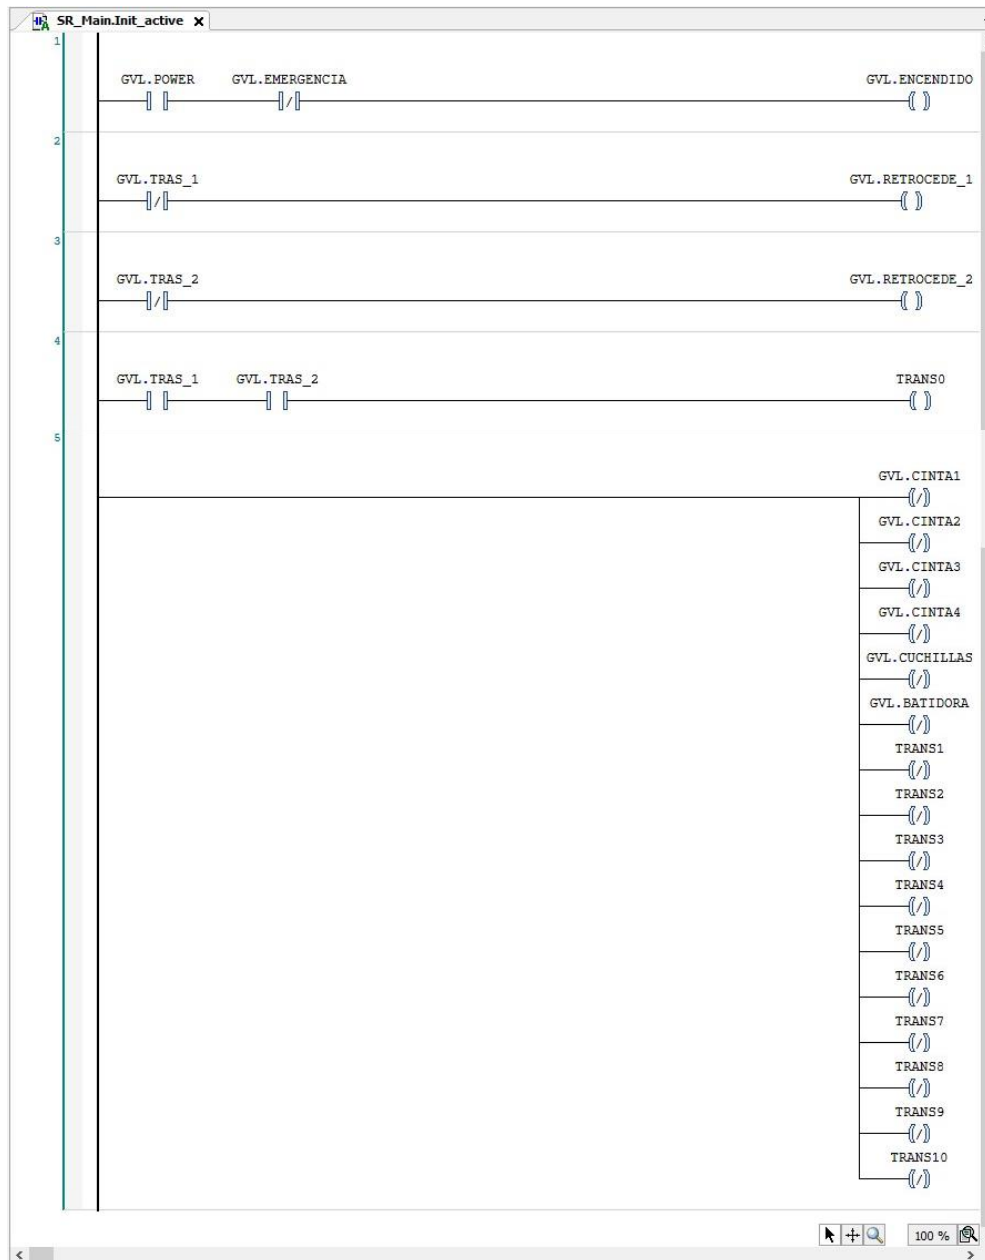 SR_Main.Init_active
1
GVL.POWER GVL.EMERGENCIA GVL.ENCENDIDO
2
GVL.TRAS_1 GVL.RETROCEDE_1
3
GVL.TRAS_2 GVL.RETROCEDE_2
4
GVL.TRAS_1 GVL.TRAS_2 TRANS0
5
GVL.CINTA1
GVL.CINTA2
GVL.CINTA3
GVL.CINTA4
GVL.CUCHILLAS
GVL.BATIDORA
TRANS1
TRANS2
TRANS3
TRANS4
TRANS5
TRANS6
TRANS7
TRANS8
TRANS9
TRANS10
100 %